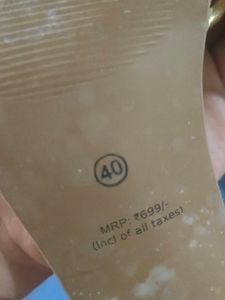 40
MRP: ₹699/-
(Incl of all taxes)